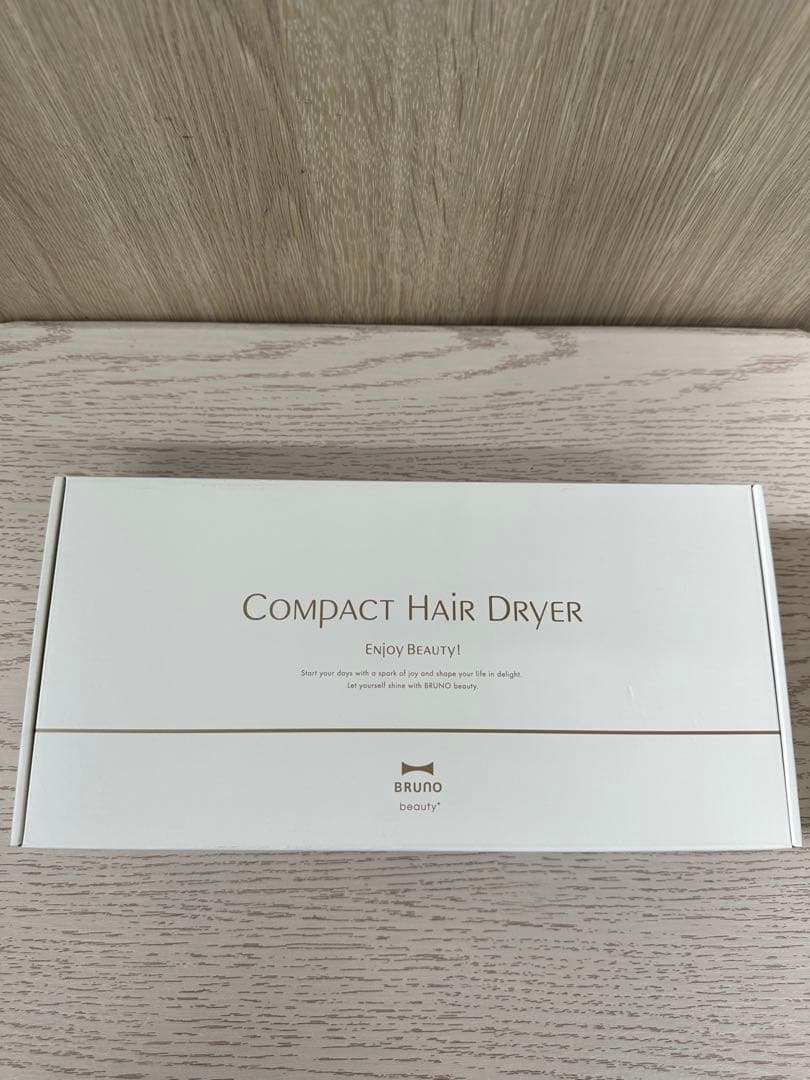 COMPACT HAIR DRYER
ENJOY BEAUTY!
Start your days with a spark of joy and shape your life in delight.
Let yourself shine with BRUNO beauty.
BRUNO
beauty+